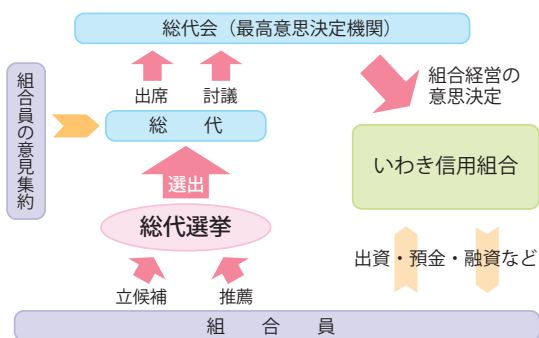 総代会（最高意思決定機関）
出席
討議
組合経営の
意思決定
組合員の意見集約
総　代
いわき信用組合
選出
総代選挙
出資・預金・融資など
立候補
推薦
組　合　員